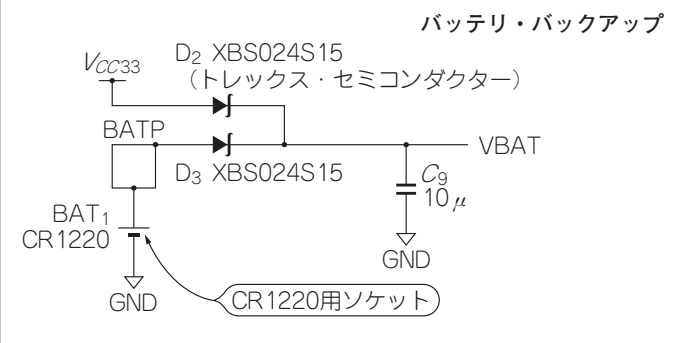 バッテリ・バックアップ
D2 XBS024S15
VCC33
（トレックス・セミコンダクター）
BATP
VBAT
D3 XBS024S15
C9
10μ
BAT1
CR1220
GND
GND
CR1220用ソケット